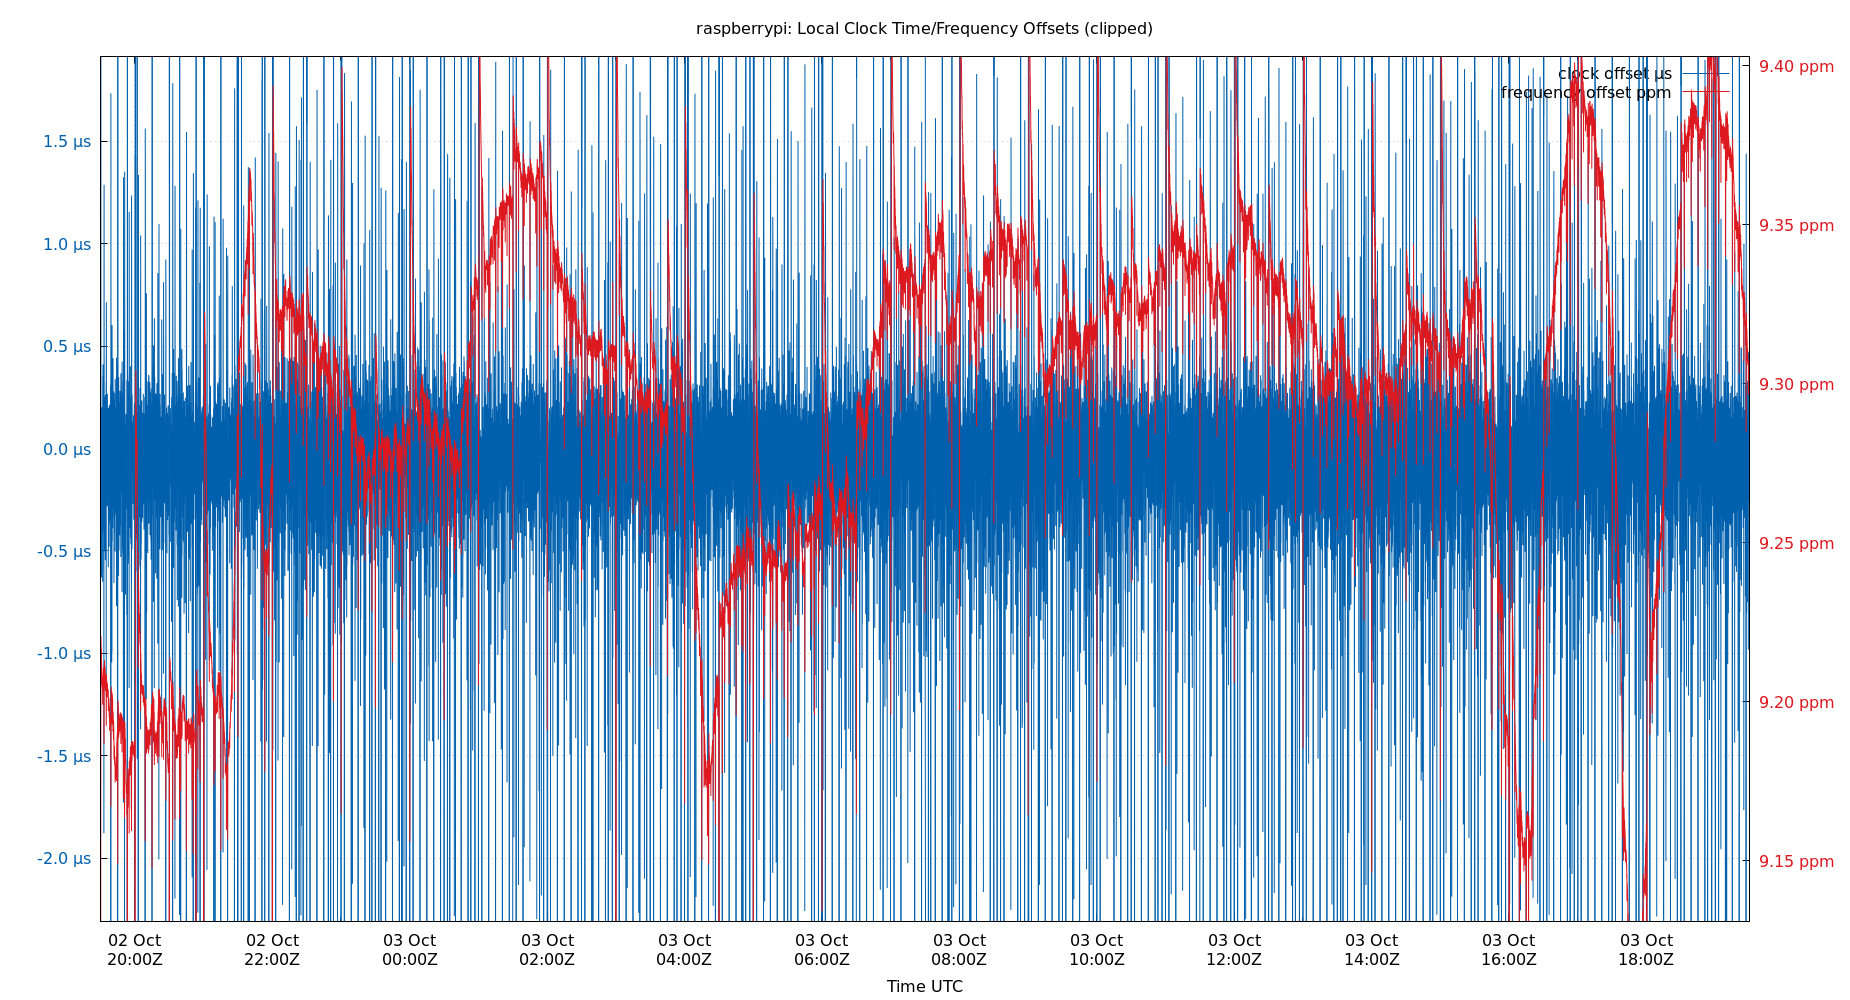 raspberrypi: Local Clock Time/Frequency Offsets (clipped)
clock offset µs
frequency offset ppm
1.5 µs
1.0 µs
0.5 µs
0.0 µs
-0.5 µs
-1.0 µs
-1.5 µs
-2.0 µs
9.40 ppm
9.35 ppm
9.30 ppm
9.25 ppm
9.20 ppm
9.15 ppm
02 Oct
20:00Z
02 Oct
22:00Z
03 Oct
00:00Z
03 Oct
02:00Z
03 Oct
04:00Z
03 Oct
06:00Z
03 Oct
08:00Z
03 Oct
10:00Z
03 Oct
12:00Z
03 Oct
14:00Z
03 Oct
16:00Z
03 Oct
18:00Z
Time UTC